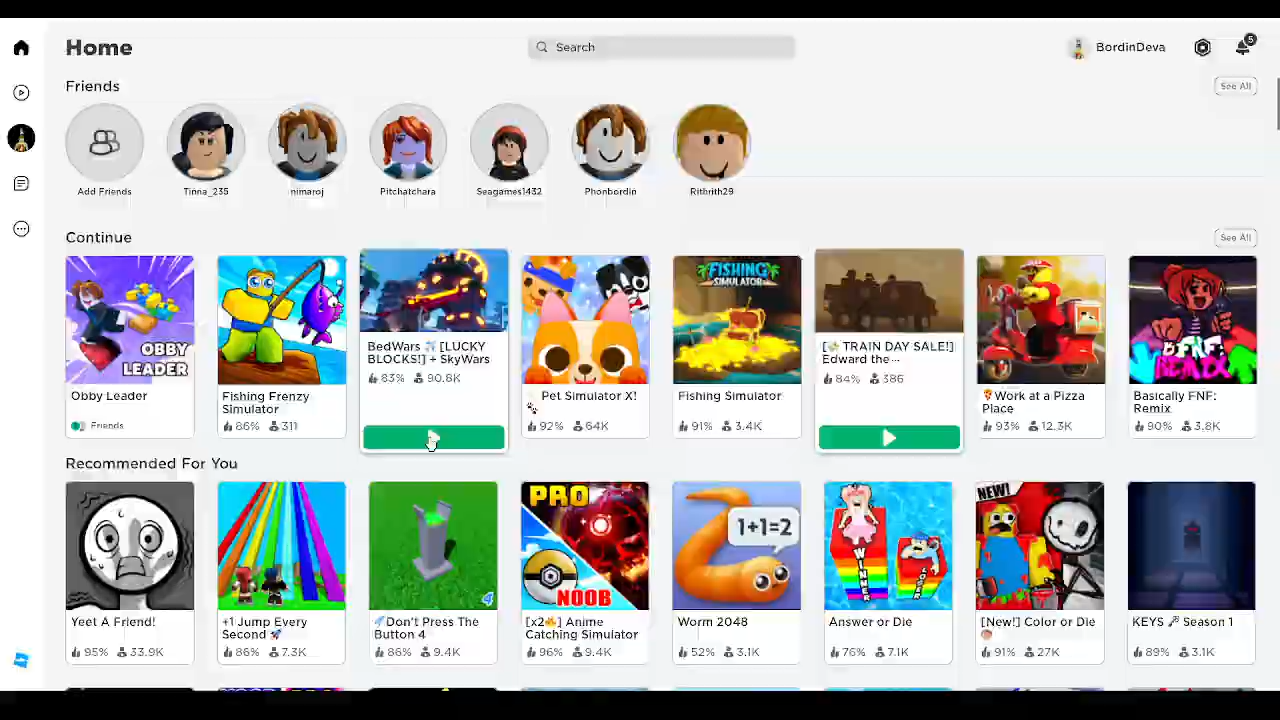 Home
Search
BordinDeva
5
Friends
See All
Add Friends
Tinna_235
nimaroj
Pitchatchara
Seagames1432
Phonbordin
Ritbrith29
Continue
See All
OBBY
LEADER
Obby Leader
Friends
Fishing Frenzy
Simulator
86% 311
BedWars ✈️ [LUCKY
BLOCKS!] + SkyWars
83% 90.8K
🐾 Pet Simulator X!
92% 64K
FISHING
SIMULATOR
Fishing Simulator
91% 3.4K
[🚂 TRAIN DAY SALE!]
Edward the...
84% 386
🍕Work at a Pizza
Place
93% 12.3K
BFNF:
REMIX
Basically FNF:
Remix
90% 3.8K
Recommended For You
Yeet A Friend!
95% 33.9K
+1 Jump Every
Second 🚀
86% 7.3K
4
🚀Don't Press The
Button 4
86% 9.4K
PRO
NOOB
[x2🔥] Anime
Catching Simulator
96% 9.4K
1+1=2
Worm 2048
52% 3.1K
WINNER
LOSER
Answer or Die
76% 7.1K
NEW!
[New!] Color or Die
91% 27K
KEYS 🗝️ Season 1
89% 3.1K